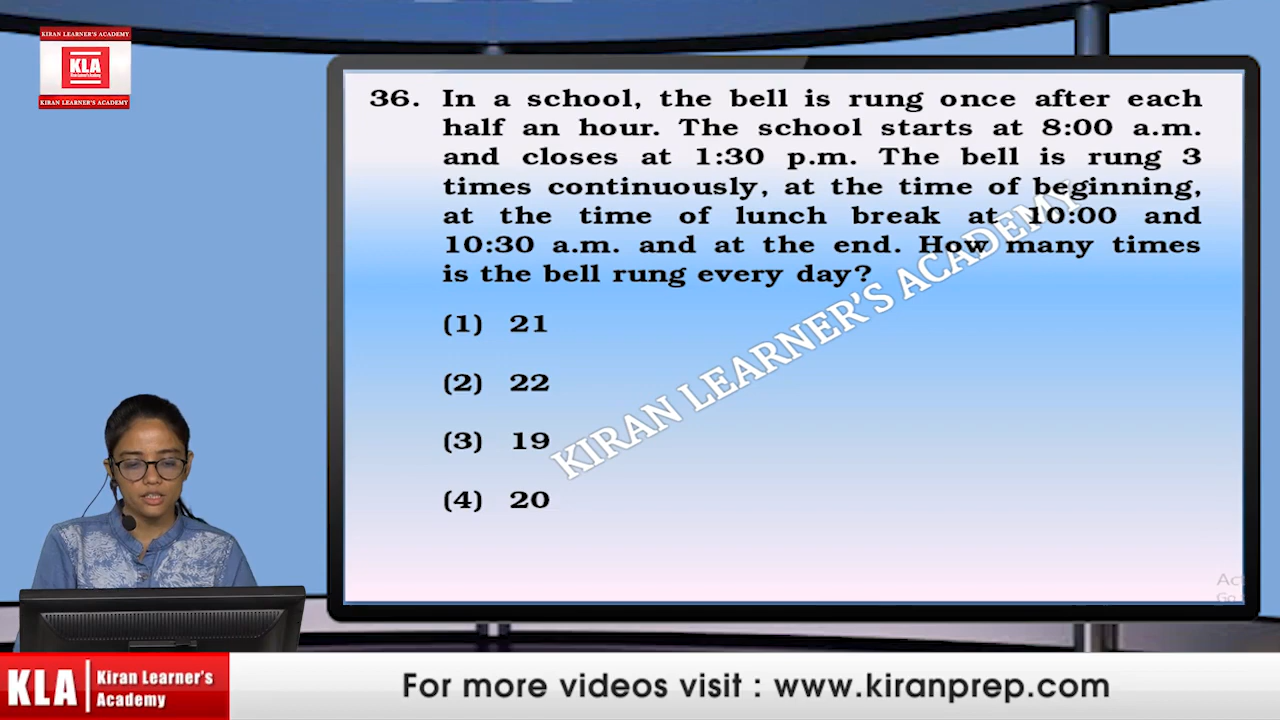 KIRAN LEARNER'S ACADEMY
KLA
Kiran Learner's Academy
KIRAN LEARNER'S ACADEMY
36. In a school, the bell is rung once after each
half an hour. The school starts at 8:00 a.m.
and closes at 1:30 p.m. The bell is rung 3
times continuously, at the time of beginning,
at the time of lunch break at 10:00 and
10:30 a.m. and at the end. How many times
is the bell rung every day?
(1) 21
(2) 22
(3) 19
(4) 20
KIRAN LEARNER'S ACADEMY
KLA
Kiran Learner's
Academy
For more videos visit : www.kiranprep.com